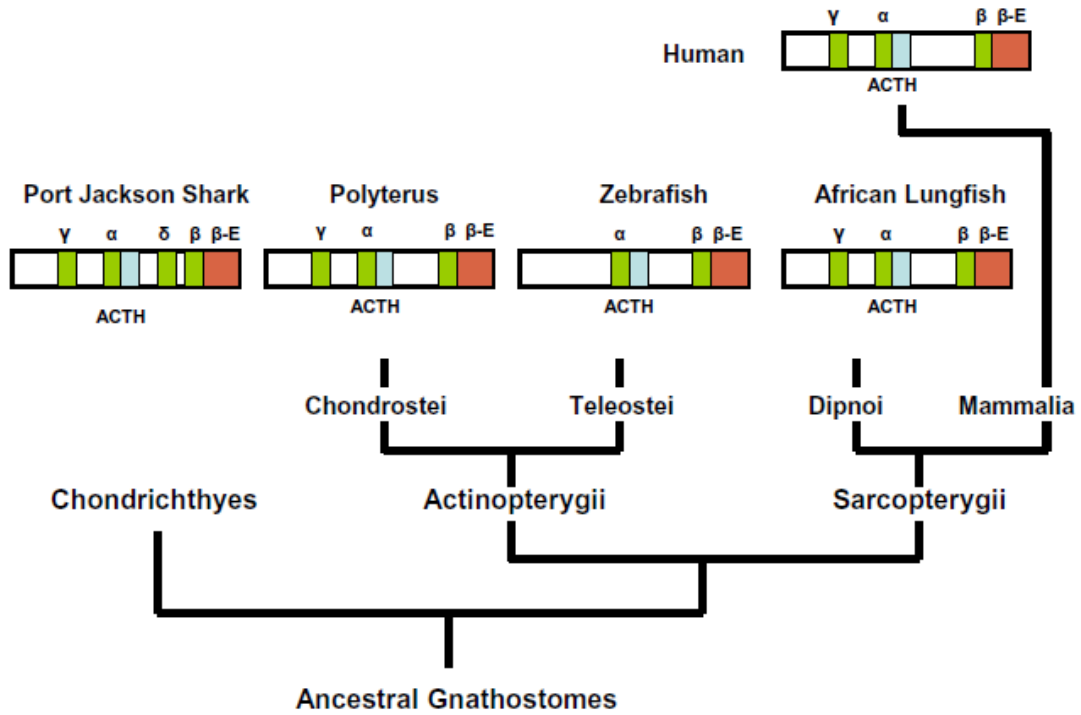 γ α β β-E
Human
ACTH
Port Jackson Shark Polyterus Zebrafish African Lungfish
γ α δ β β-E γ α β β-E α β β-E γ α β β-E
ACTH ACTH ACTH ACTH
Chondrostei Teleostei Dipnoi Mammalia
Chondrichthyes Actinopterygii Sarcopterygii
Ancestral Gnathostomes